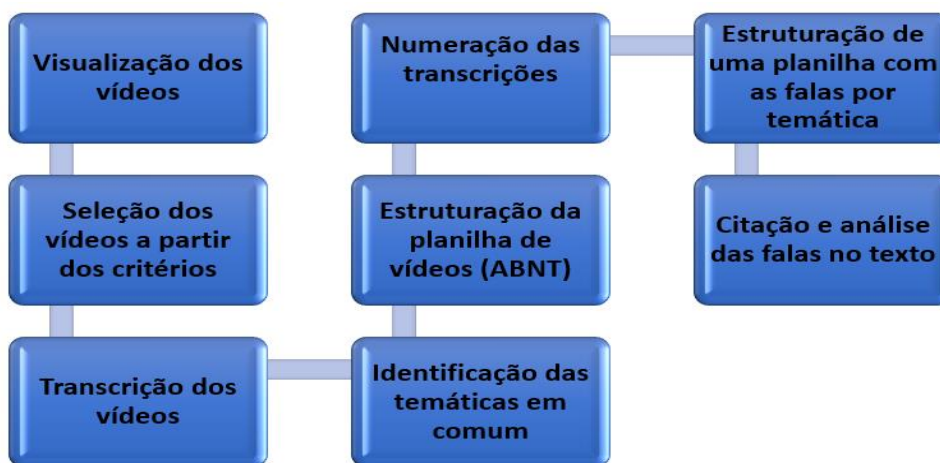 Visualização dos
vídeos
Seleção dos
vídeos a partir
dos critérios
Transcrição dos
vídeos
Identificação das
temáticas em
comum
Estruturação da
planilha de
vídeos (ABNT)
Numeração das
transcrições
Estruturação de
uma planilha com
as falas por
temática
Citação e análise
das falas no texto